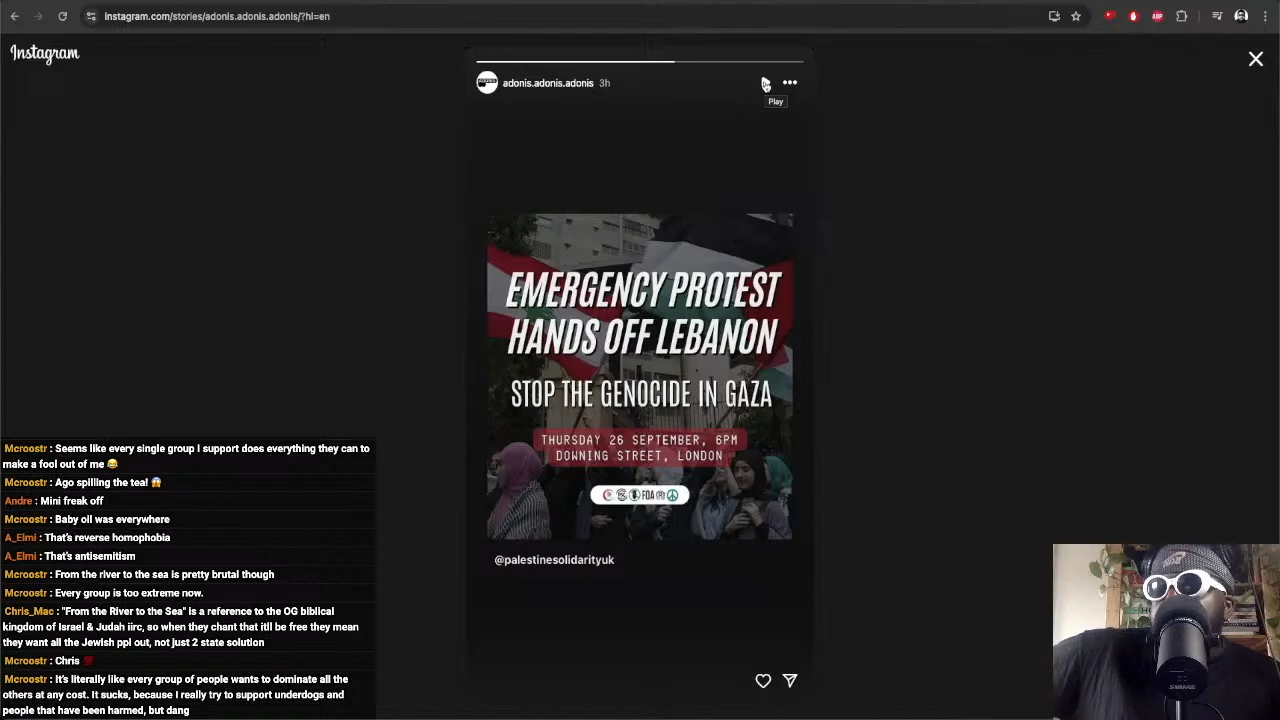 instagram.com/stories/adonis.adonis.adonis/?hl=en
ABP
Instagram
adonis.adonis.adonis 3h
Play
EMERGENCY PROTEST
HANDS OFF LEBANON
STOP THE GENOCIDE IN GAZA
THURSDAY 26 SEPTEMBER, 6PM
DOWNING STREET, LONDON
FOA
@palestinesolidarityuk
Mcroostr : Seems like every single group I support does everything they can to
make a fool out of me 😂
Mcroostr : Ago spilling the tea! 😱
Andre : Mini freak off
Mcroostr : Baby oil was everywhere
A_Elmi : That's reverse homophobia
A_Elmi : That's antisemitism
Mcroostr : From the river to the sea is pretty brutal though
Mcroostr : Every group is too extreme now.
Chris_Mac : "From the River to the Sea" is a reference to the OG biblical
kingdom of Israel & Judah iirc, so when they chant that itll be free they mean
they want all the Jewish ppl out, not just 2 state solution
Mcroostr : Chris 💯
Mcroostr : It's literally like every group of people wants to dominate all the
others at any cost. It sucks, because I really try to support underdogs and
people that have been harmed, but dang
SHURE